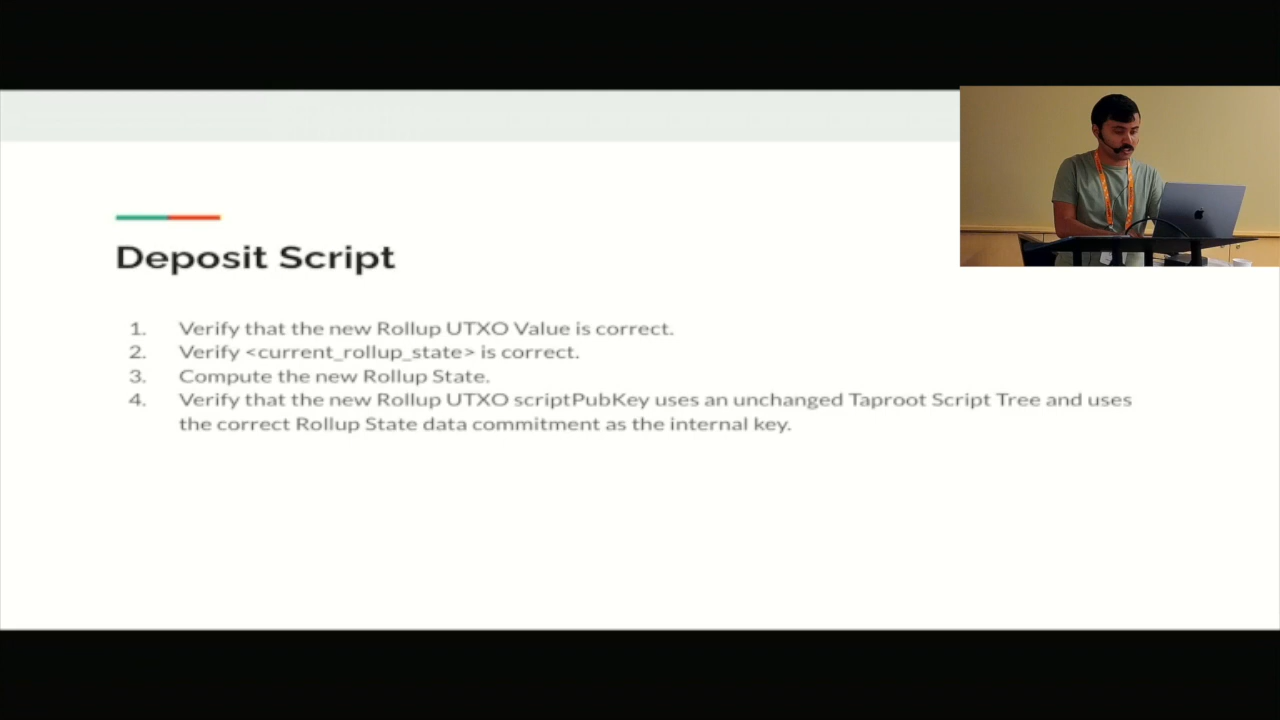 Deposit Script
1. Verify that the new Rollup UTXO Value is correct.
2. Verify <current_rollup_state> is correct.
3. Compute the new Rollup State.
4. Verify that the new Rollup UTXO scriptPubKey uses an unchanged Taproot Script Tree and uses
the correct Rollup State data commitment as the internal key.